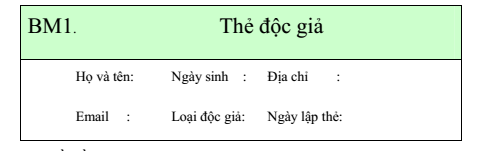 BM1. Thẻ độc giả
Họ và tên: Ngày sinh : Địa chỉ :
Email : Loại độc giả: Ngày lập thẻ: